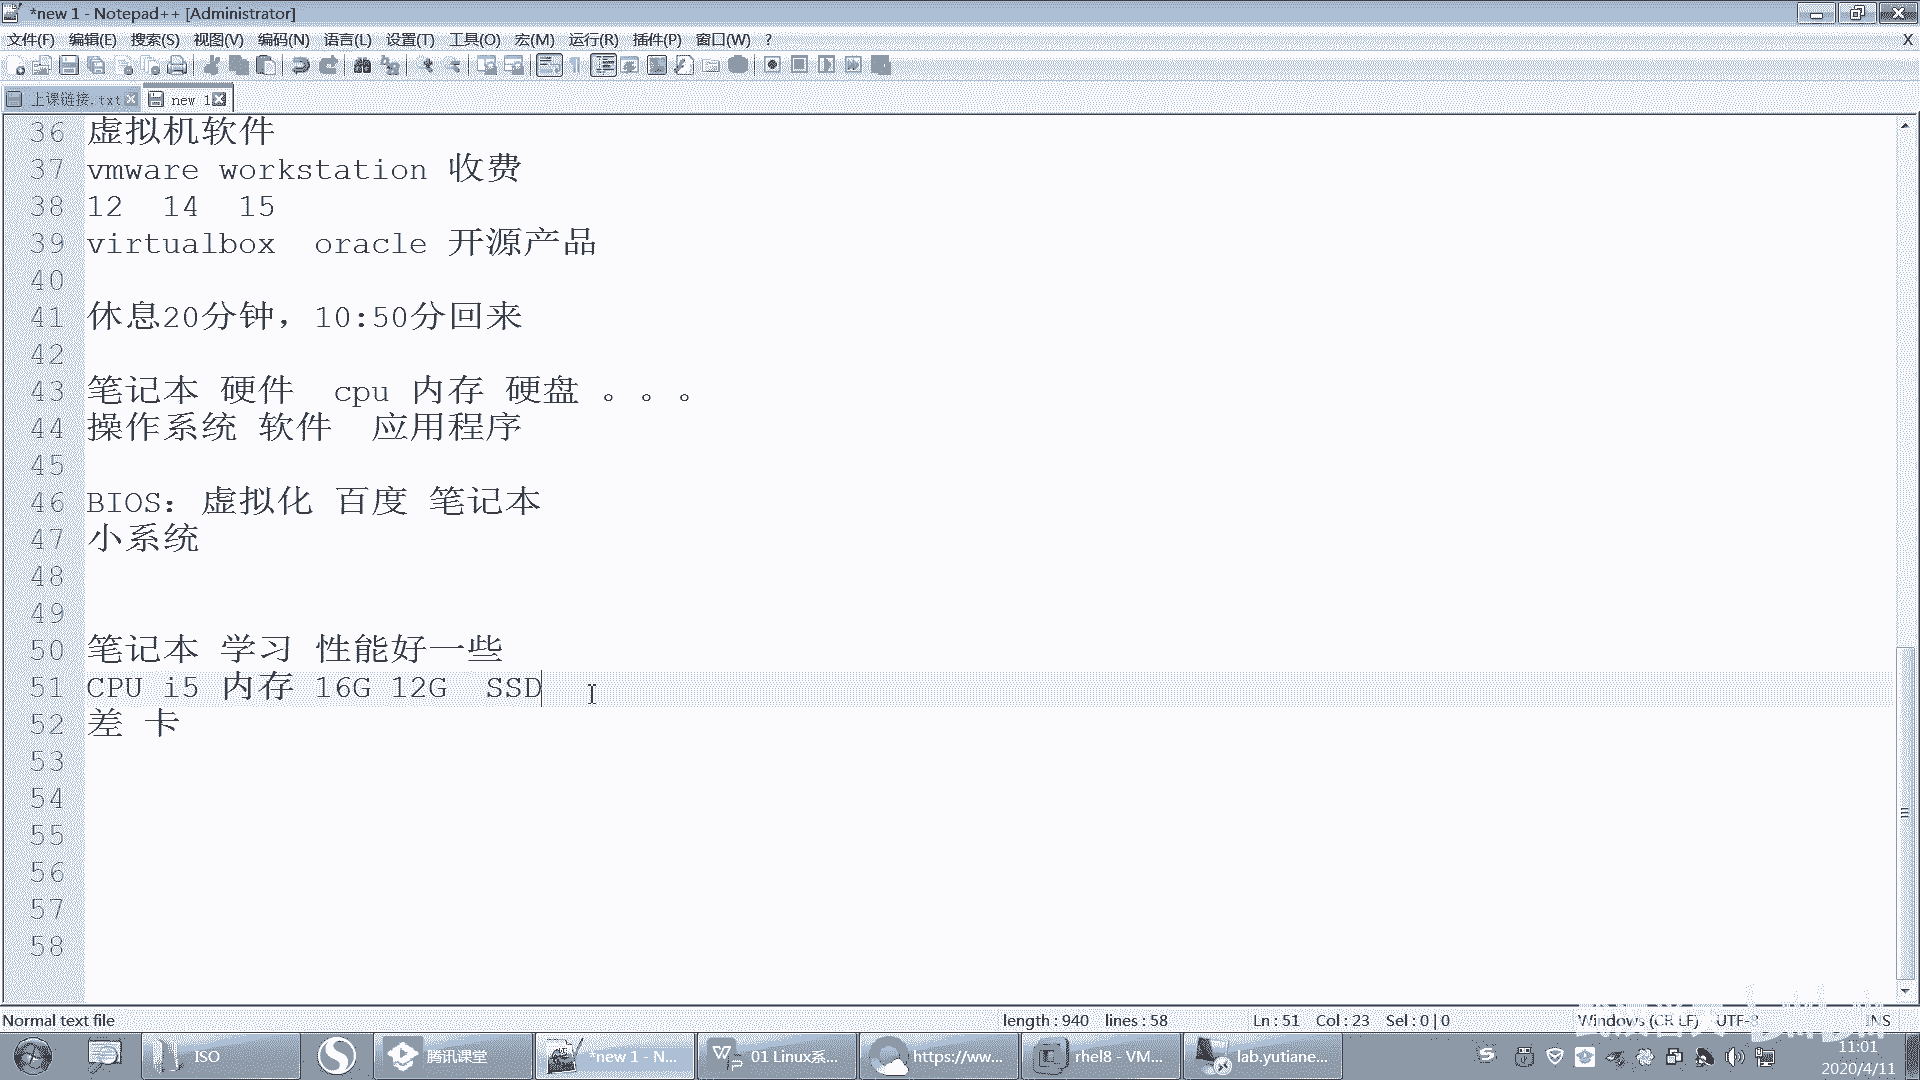 *new 1 - Notepad++ [Administrator]
文件(F) 编辑(E) 搜索(S) 视图(V) 编码(N) 语言(L) 设置(T) 工具(O) 宏(M) 运行(R) 插件(P) 窗口(W) ? X
上课链接.txt new 1
36 虚拟机软件
37 vmware workstation 收费
38 12 14 15
39 virtualbox oracle 开源产品
40
41 休息20分钟，10:50分回来
42
43 笔记本 硬件 cpu 内存 硬盘 。。。
44 操作系统 软件 应用程序
45
46 BIOS：虚拟化 百度 笔记本
47 小系统
48
49
50 笔记本 学习 性能好一些
51 CPU i5 内存 16G 12G SSD
52 差 卡
53
54
55
56
57
58
Normal text file length : 940 lines : 58 Ln : 51 Col : 23 Sel : 0 | 0 Windows (CR LF) UTF-8 INS
ISO 腾讯课堂 *new 1 - N... 01 Linux系... https://ww... rhel8 - VM... lab.yutiane... 11:01
2020/4/11